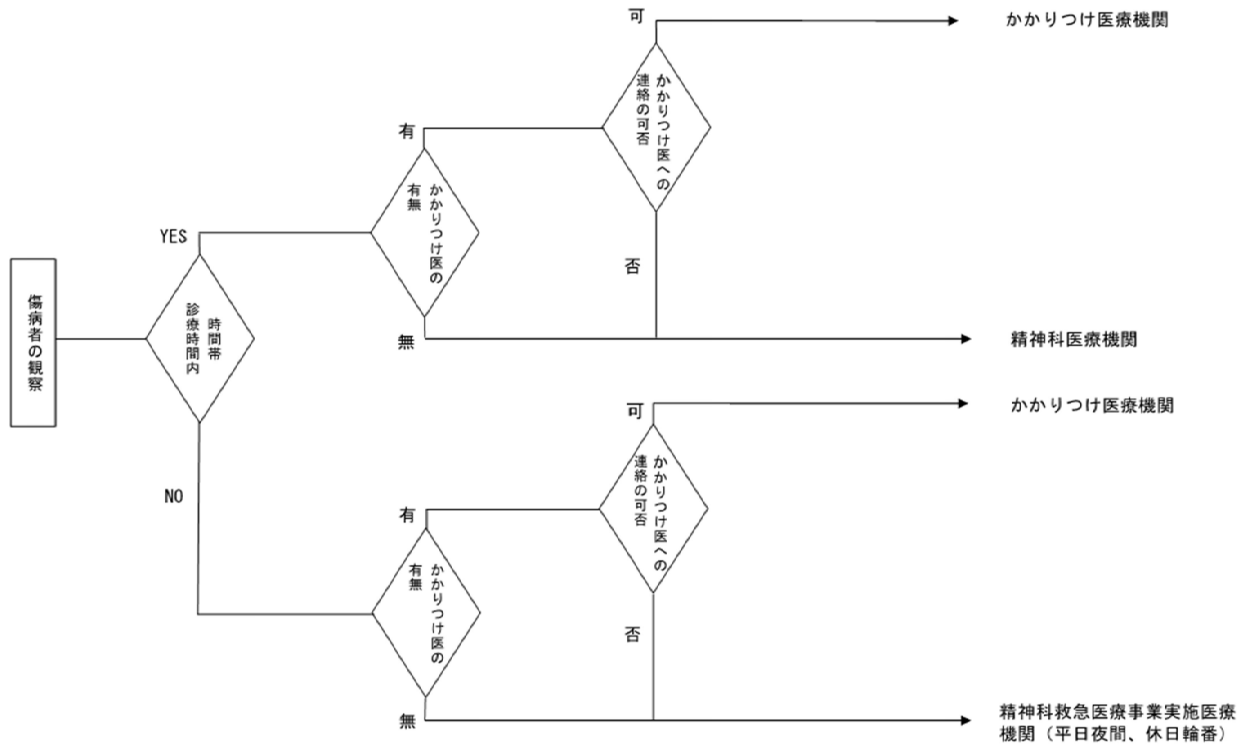 傷病者の観察
時間帯
診療時間内
YES
NO
かかりつけ医の
有無
有
無
かかりつけ医への
連絡の可否
可
否
かかりつけ医療機関
精神科医療機関
かかりつけ医の
有無
有
無
かかりつけ医への
連絡の可否
可
否
かかりつけ医療機関
精神科救急医療事業実施医療
機関（平日夜間、休日輪番）